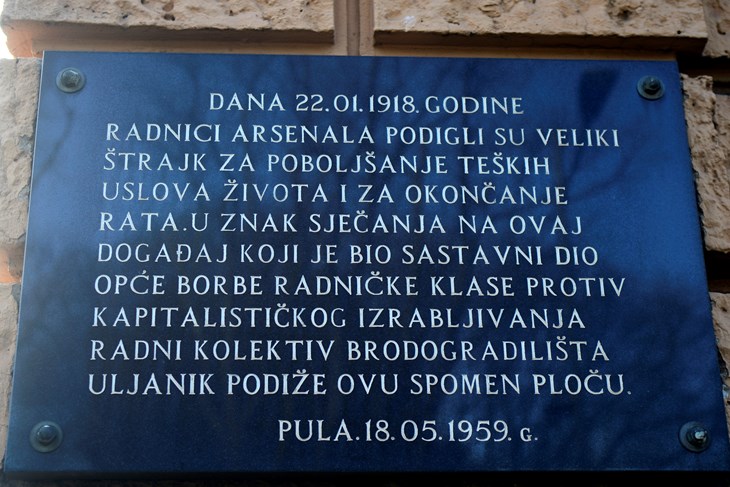 DANA 22.01.1918. GODINE
RADNICI ARSENALA PODIGLI SU VELIKI
ŠTRAJK ZA POBOLJŠANJE TEŠKIH
USLOVA ŽIVOTA I ZA OKONČANJE
RATA.U ZNAK SJEČANJA NA OVAJ
DOGAĐAJ KOJI JE BIO SASTAVNI DIO
OPĆE BORBE RADNIČKE KLASE PROTIV
KAPITALISTIČKOG IZRABLJIVANJA
RADNI KOLEKTIV BRODOGRADILIŠTA
ULJANIK PODIŽE OVU SPOMEN PLOČU.
PULA.18.05.1959. G.